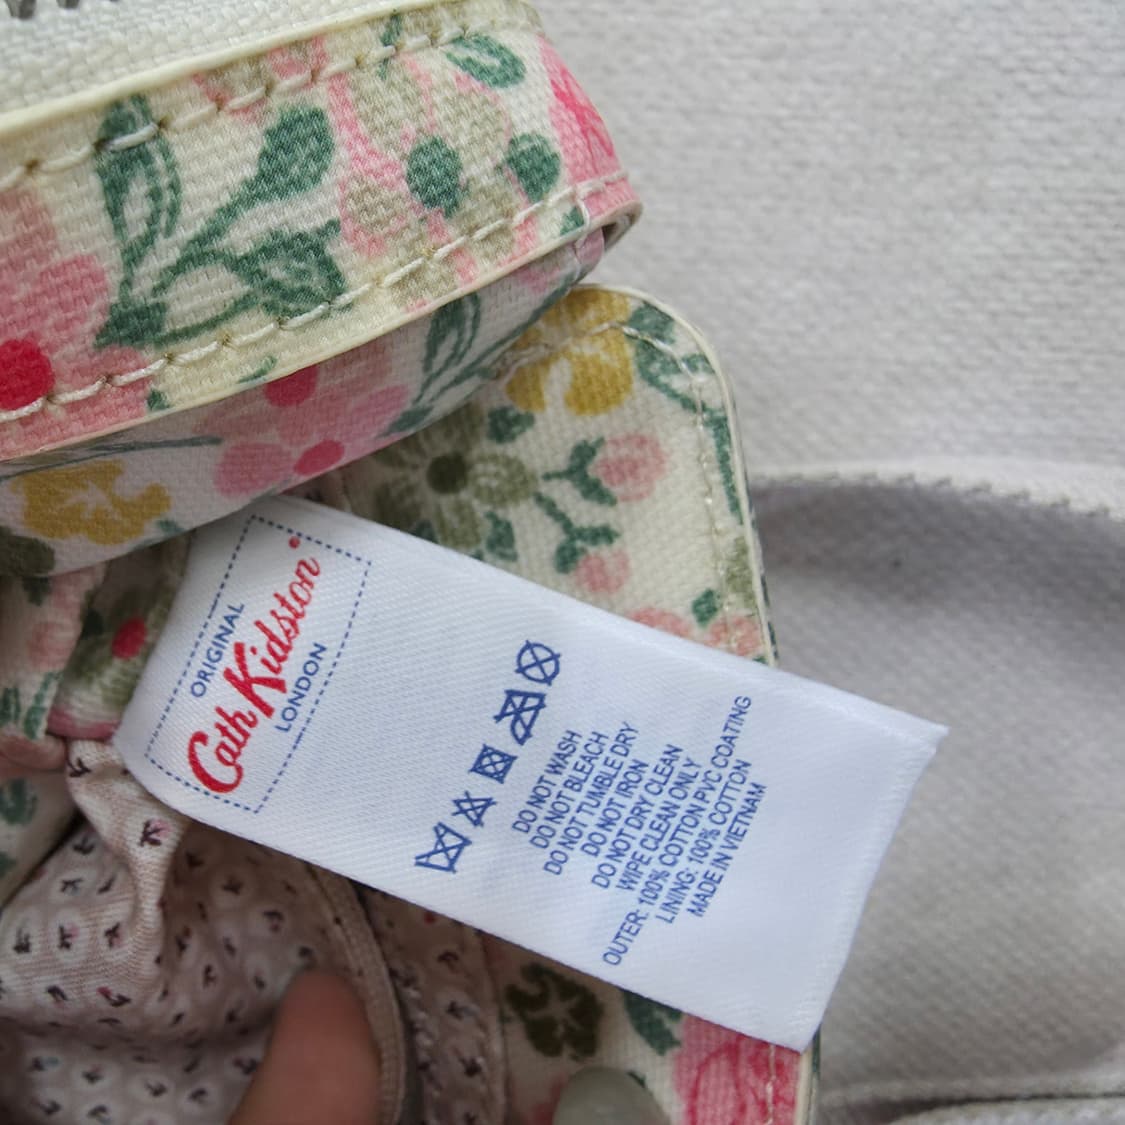 ORIGINAL
Cath Kidston
LONDON
DO NOT WASH
DO NOT BLEACH
DO NOT TUMBLE DRY
DO NOT IRON
DO NOT DRY CLEAN
WIPE CLEAN ONLY
OUTER: 100% COTTON PVC COATING
LINING: 100% COTTON
MADE IN VIETNAM